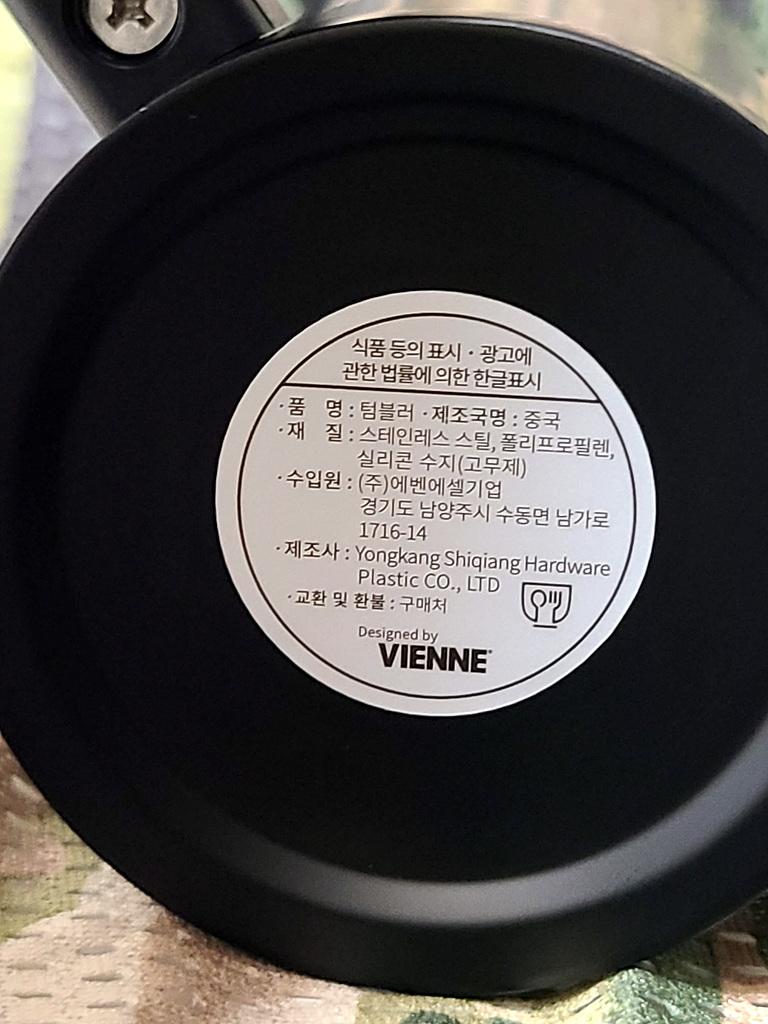 식품 등의 표시・광고에
관한 법률에 의한 한글표시
·품 명 : 텀블러 ·제조국명 : 중국
·재 질 : 스테인레스 스틸, 폴리프로필렌,
실리콘 수지(고무제)
·수입원 : (주)에벤에셀기업
경기도 남양주시 수동면 남가로
1716-14
·제조사 : Yongkang Shiqiang Hardware
Plastic CO., LTD
·교환 및 환불 : 구매처
Designed by
VIENNE